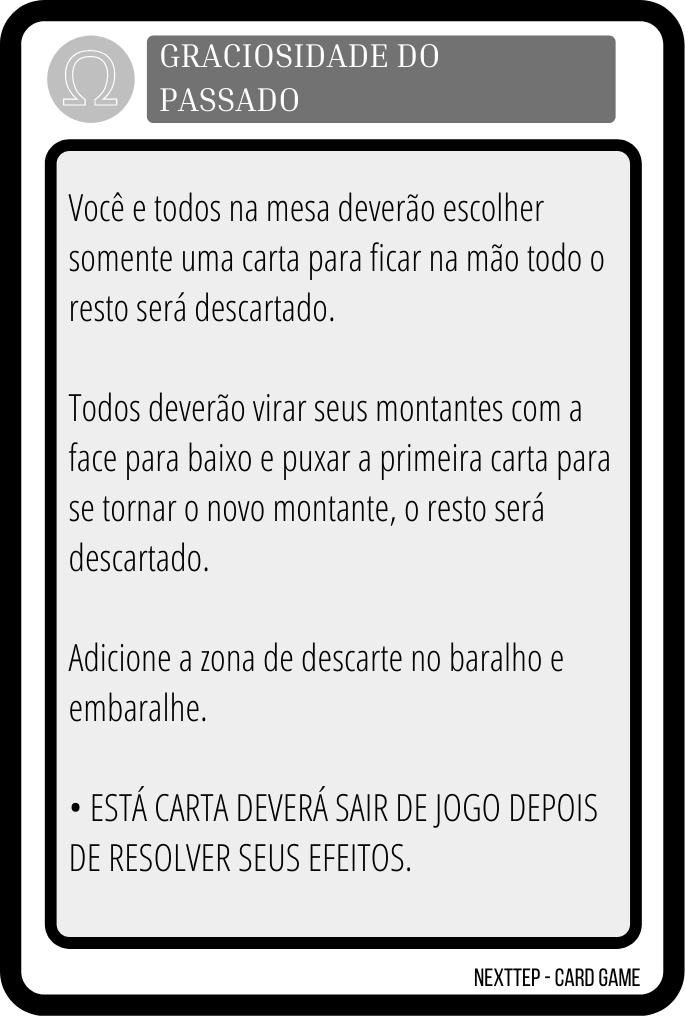 Ω
GRACIOSIDADE DO
PASSADO
Você e todos na mesa deverão escolher
somente uma carta para ficar na mão todo o
resto será descartado.
Todos deverão virar seus montantes com a
face para baixo e puxar a primeira carta para
se tornar o novo montante, o resto será
descartado.
Adicione a zona de descarte no baralho e
embaralhe.
• ESTÁ CARTA DEVERÁ SAIR DE JOGO DEPOIS
DE RESOLVER SEUS EFEITOS.
NEXTTEP - CARD GAME